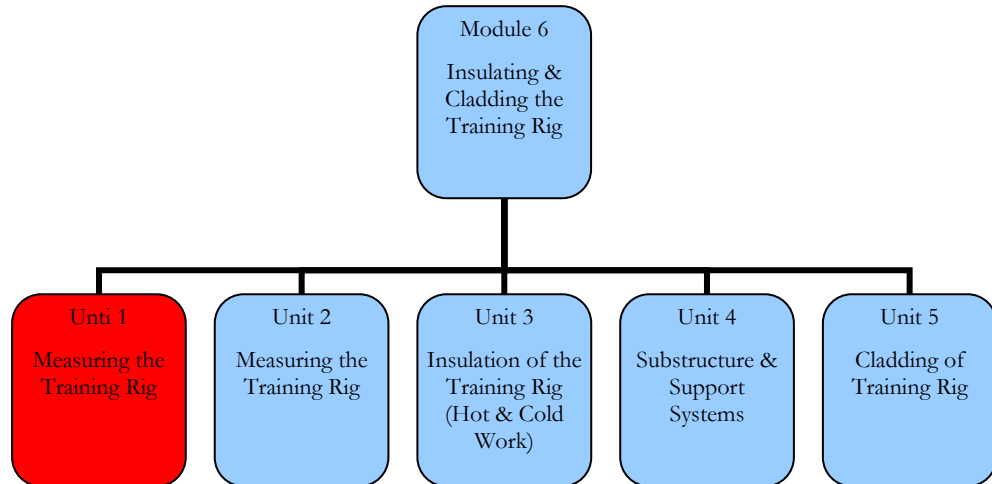 Module 6
Insulating &
Cladding the
Training Rig
Unti 1
Measuring the
Training Rig
Unit 2
Measuring the
Training Rig
Unit 3
Insulation of the
Training Rig
(Hot & Cold
Work)
Unit 4
Substructure &
Support
Systems
Unit 5
Cladding of
Training Rig